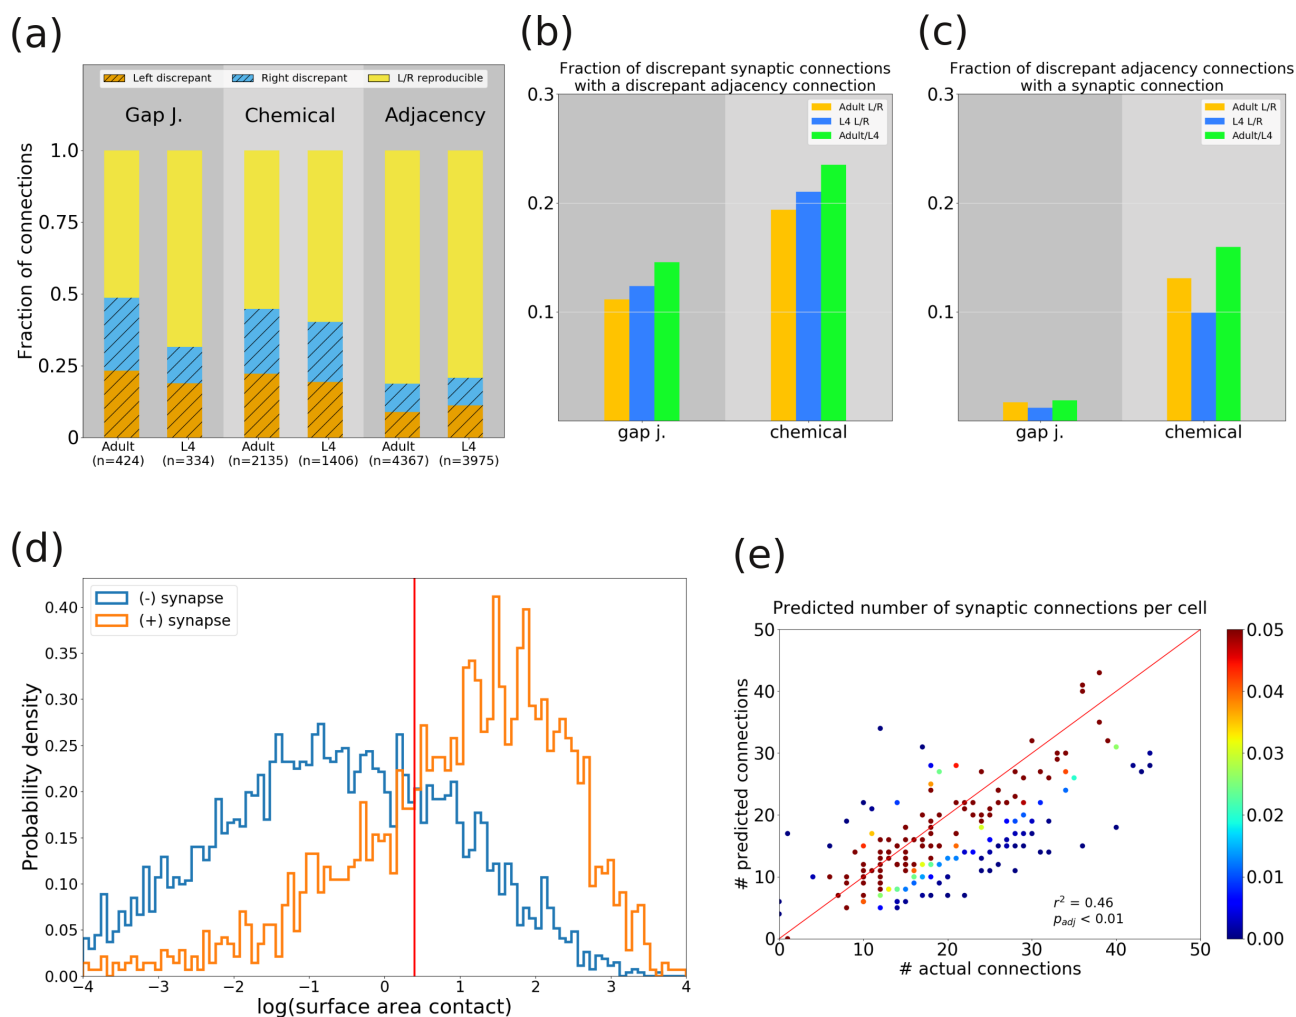 (a)
Left discrepant
Right discrepant
L/R reproducible
Gap J.
Chemical
Adjacency
Fraction of connections
1.0
0.75
0.5
0.25
0
Adult
(n=424)
L4
(n=334)
Adult
(n=2135)
L4
(n=1406)
Adult
(n=4367)
L4
(n=3975)
(b)
Fraction of discrepant synaptic connections
with a discrepant adjacency connection
0.3
0.2
0.1
Adult L/R
L4 L/R
Adult/L4
gap j.
chemical
(c)
Fraction of discrepant adjacency connections
with a synaptic connection
0.3
0.2
0.1
Adult L/R
L4 L/R
Adult/L4
gap j.
chemical
(d)
(-) synapse
(+) synapse
Probability density
0.40
0.35
0.30
0.25
0.20
0.15
0.10
0.05
0.00
−4
−3
−2
−1
0
1
2
3
4
log(surface area contact)
(e)
Predicted number of synaptic connections per cell
# predicted connections
50
40
30
20
10
0
r² = 0.46
p_adj < 0.01
0
10
20
30
40
50
# actual connections
0.05
0.04
0.03
0.02
0.01
0.00